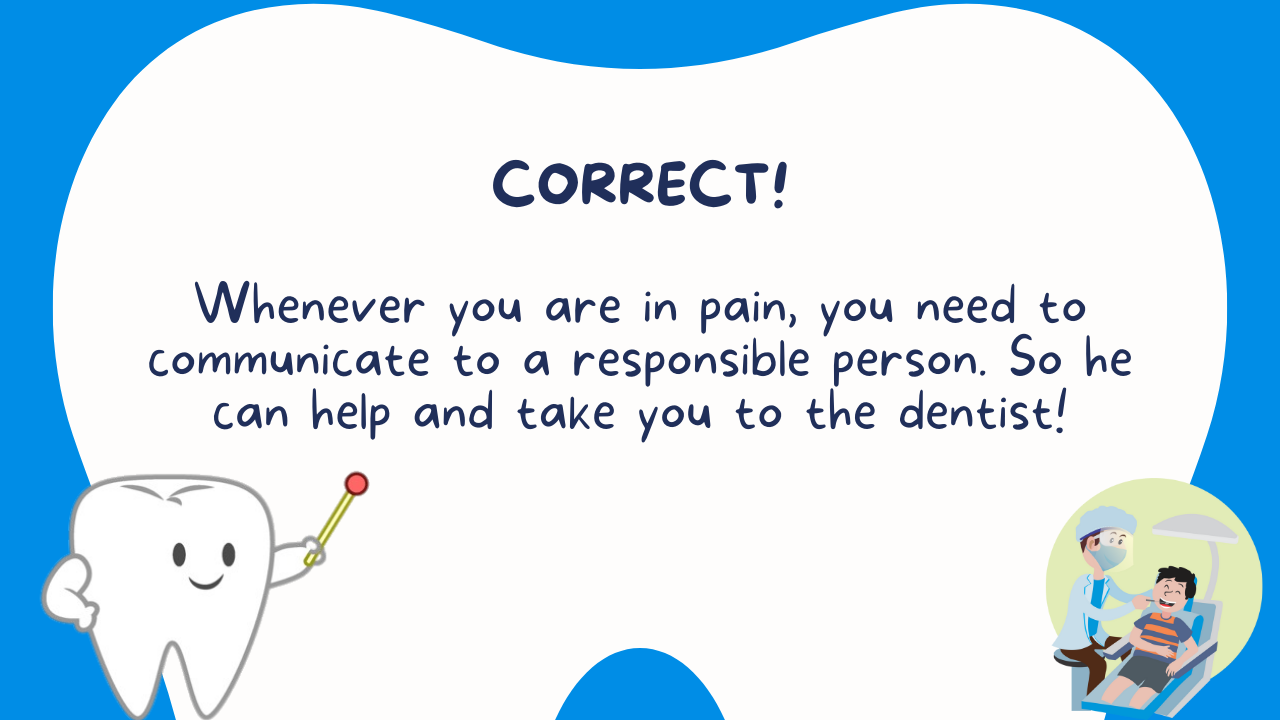 CORRECT!
Whenever you are in pain, you need to
communicate to a responsible person. So he
can help and take you to the dentist!